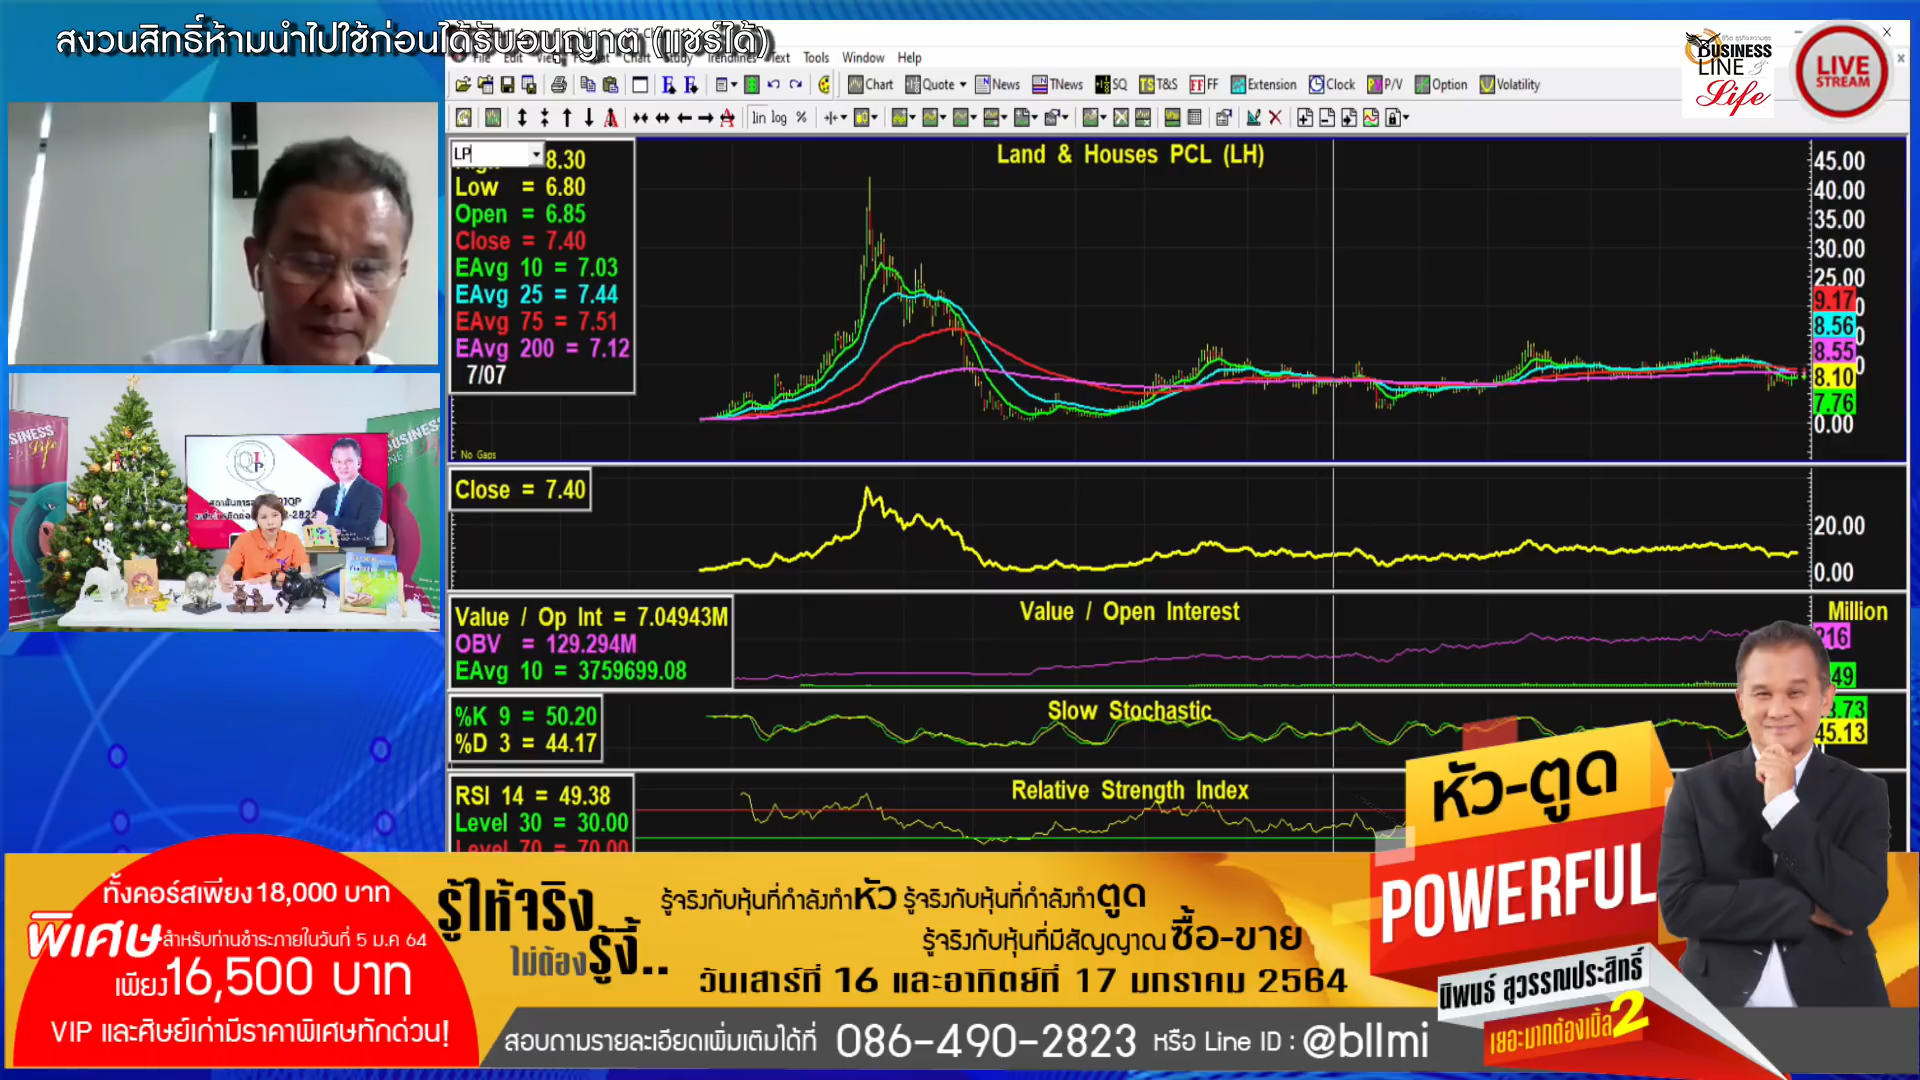 สงวนสิทธิ์ห้ามนำไปใช้ก่อนได้รับอนุญาต (แชร์ได้)
Tools Window Help
Chart Quote News TNews SQ T&S FF Extension Clock P/V Option Volatility
lin log %
BUSINESS
LINE &
Life
LIVE
STREAM
LP
8.30
Low = 6.80
Open = 6.85
Close = 7.40
EAvg 10 = 7.03
EAvg 25 = 7.44
EAvg 75 = 7.51
EAvg 200 = 7.12
7/07
Land & Houses PCL (LH)
45.00
40.00
35.00
30.00
25.00
9.17
8.56
8.55
8.10
7.76
0.00
No Gaps
Close = 7.40
20.00
0.00
Value / Op Int = 7.04943M
OBV = 129.294M
EAvg 10 = 3759699.08
Value / Open Interest
Million
216
%K 9 = 50.20
%D 3 = 44.17
Slow Stochastic
45.13
RSI 14 = 49.38
Level 30 = 30.00
Level 70 = 70.00
Relative Strength Index
ทั้งคอร์สเพียง 18,000 บาท
พิเศษ สำหรับท่านชำระภายในวันที่ 5 ม.ค 64
เพียง 16,500 บาท
VIP และศิษย์เก่ามีราคาพิเศษทักด่วน!
รู้ให้จริง
ไม่ต้องรู้งี้..
รู้จริงกับหุ้นที่กำลังทำหัว รู้จริงกับหุ้นที่กำลังทำตูด
รู้จริงกับหุ้นที่มีสัญญาณ ซื้อ-ขาย
วันเสาร์ที่ 16 และอาทิตย์ที่ 17 มกราคม 2564
สอบถามรายละเอียดเพิ่มเติมได้ที่ 086-490-2823 หรือ Line ID : @bllmi
หัว-ตูด
POWERFUL
นิพนธ์ สุวรรณประสิทธิ์
เยอะมากต้องเบิ้ล 2